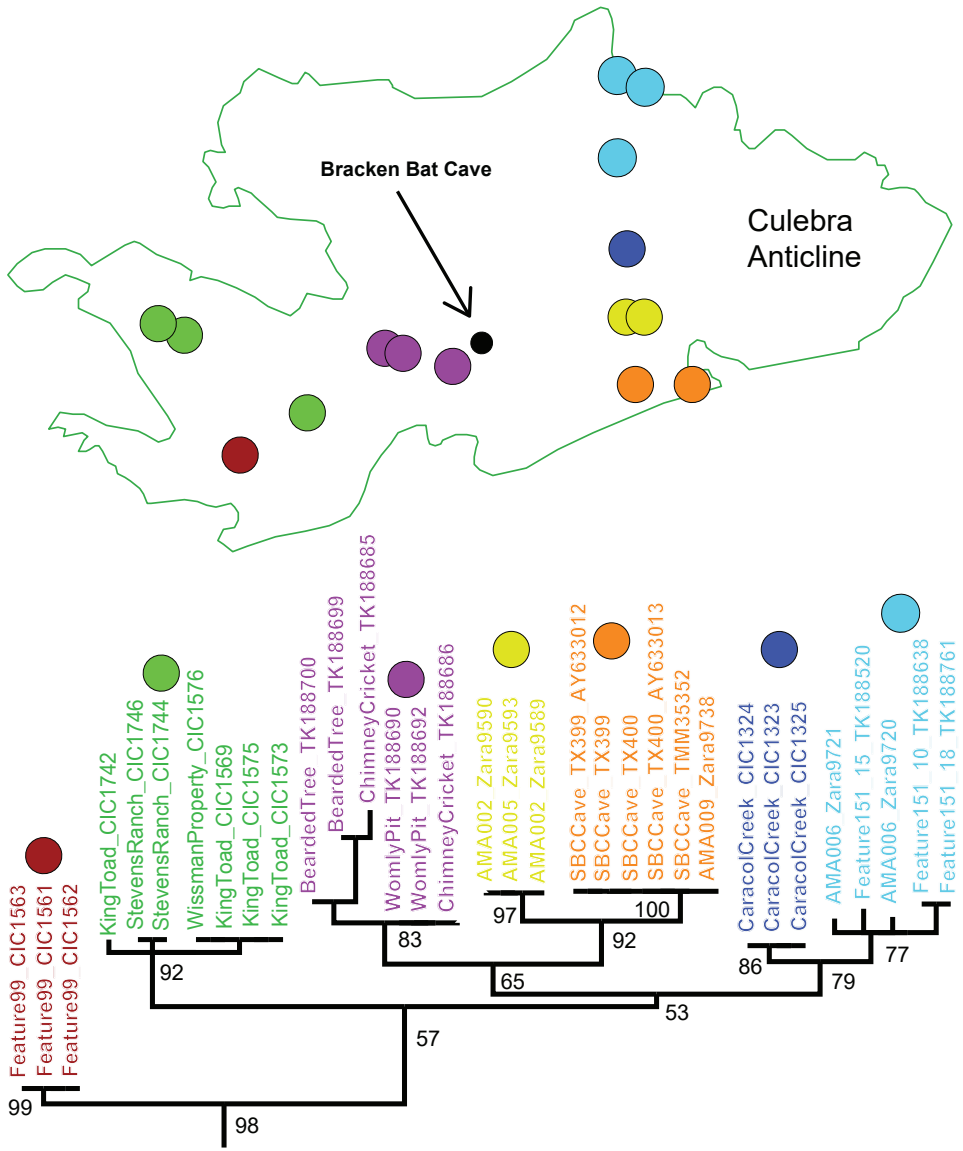 Bracken Bat Cave
Culebra
Anticline
Feature99_CIC1563
Feature99_CIC1561
Feature99_CIC1562
KingToad_CIC1742
StevensRanch_CIC1746
StevensRanch_CIC1744
WissmanProperty_CIC1576
KingToad_CIC1569
KingToad_CIC1575
KingToad_CIC1573
BeardedTree_TK188700
BeardedTree_TK188699
ChimneyCricket_TK188685
WomlyPit_TK188690
WomlyPit_TK188692
ChimneyCricket_TK188686
AMA002_Zara9590
AMA005_Zara9593
AMA002_Zara9589
SBCCave_TX399_AY633012
SBCCave_TX399
SBCCave_TX400
SBCCave_TX400_AY633013
SBCCave_TMM35352
AMA009_Zara9738
CaracolCreek_CIC1324
CaracolCreek_CIC1323
CaracolCreek_CIC1325
AMA006_Zara9721
Feature151_15_TK188520
AMA006_Zara9720
Feature151_10_TK188638
Feature151_18_TK188761
97
100
83
92
77
92
86
65
79
53
57
99
98